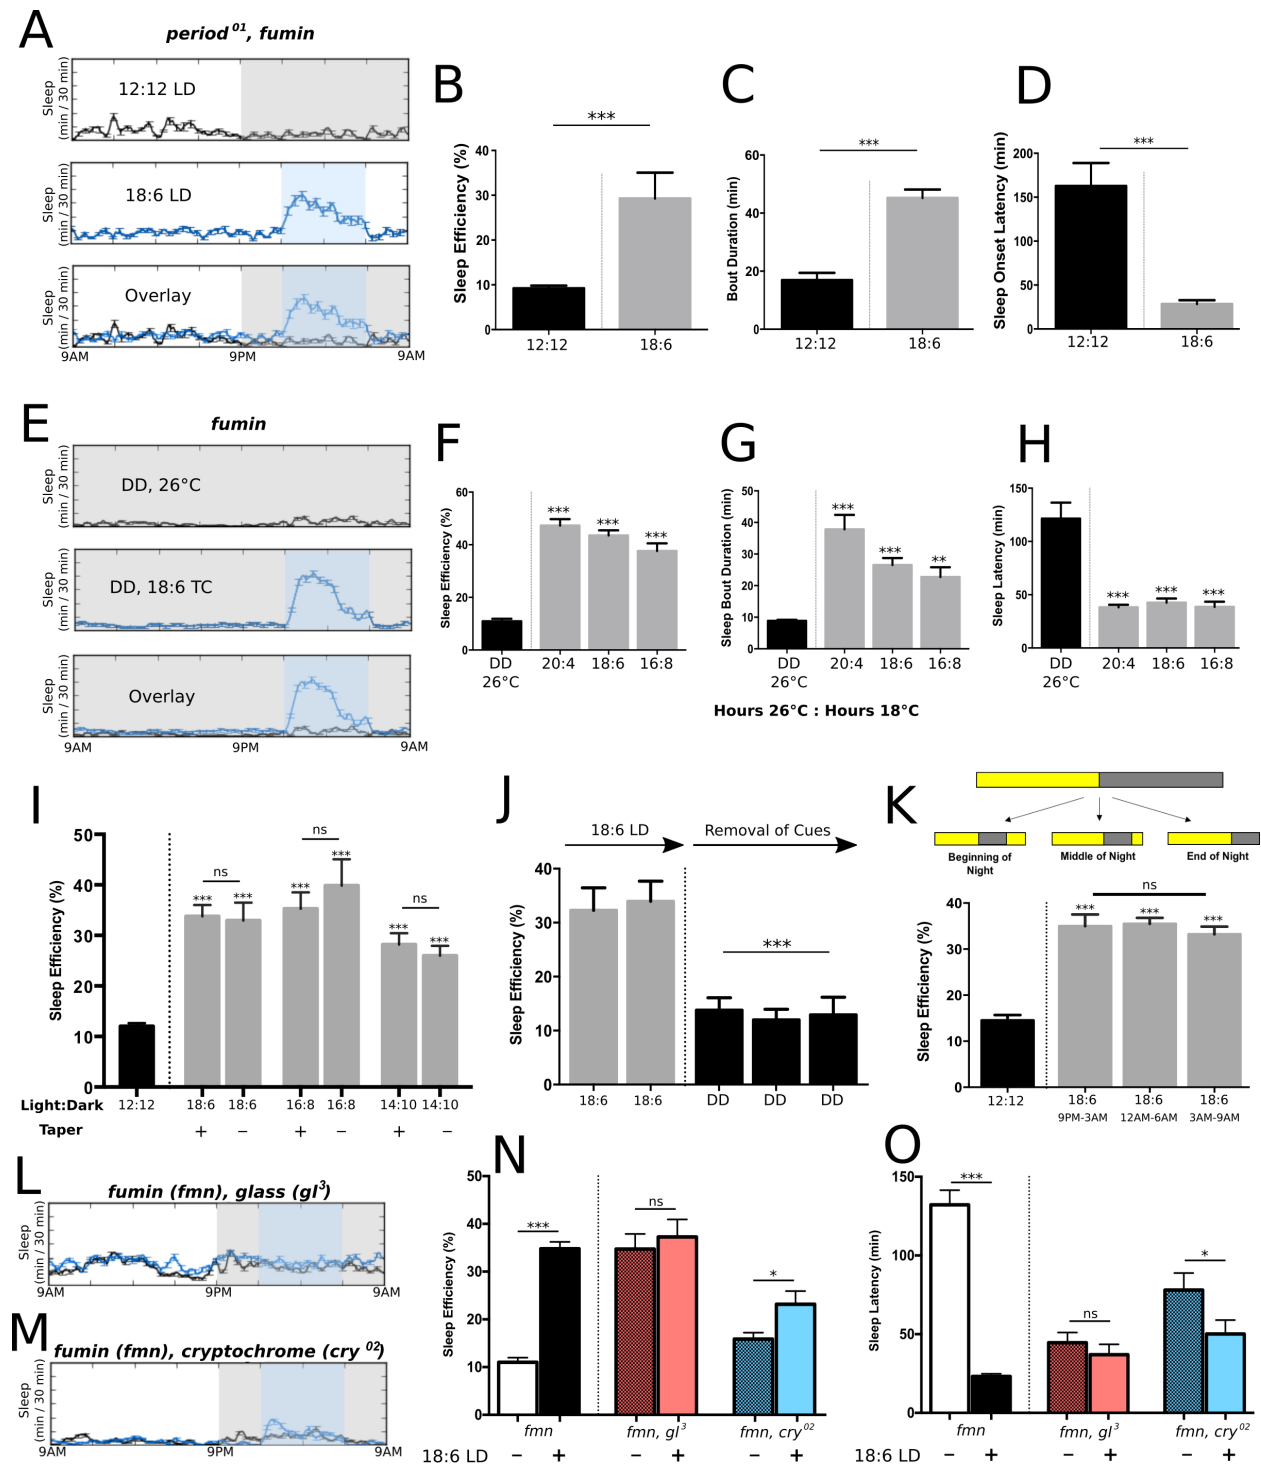 A
period 01, fumin
Sleep
(min / 30 min)
12:12 LD
Sleep
(min / 30 min)
18:6 LD
Sleep
(min / 30 min)
Overlay
9AM 9PM 9AM
B
***
Sleep Efficiency (%)
40
30
20
10
0
12:12 18:6
C
***
Bout Duration (min)
60
40
20
0
12:12 18:6
D
***
Sleep Onset Latency (min)
200
150
100
50
0
12:12 18:6
E
fumin
Sleep
(min / 30 min)
DD, 26°C
Sleep
(min / 30 min)
DD, 18:6 TC
Sleep
(min / 30 min)
Overlay
9AM 9PM 9AM
F
Sleep Efficiency (%)
60
40
20
0
*** *** ***
DD 20:4 18:6 16:8
26°C
G
Sleep Bout Duration (min)
50
40
30
20
10
0
*** *** **
DD 20:4 18:6 16:8
26°C
H
Sleep Latency (min)
150
100
50
0
*** *** ***
DD 20:4 18:6 16:8
26°C
Hours 26°C : Hours 18°C
I
Sleep Efficiency (%)
50
40
30
20
10
0
ns ns ns
*** *** *** *** *** ***
Light:Dark 12:12 18:6 18:6 16:8 16:8 14:10 14:10
Taper + − + − + −
J
18:6 LD Removal of Cues
Sleep Efficiency (%)
40
30
20
10
0
***
18:6 18:6 DD DD DD
K
Beginning of Night
Middle of Night
End of Night
Sleep Efficiency (%)
40
30
20
10
0
ns
*** *** ***
12:12 18:6 18:6 18:6
9PM-3AM 12AM-6AM 3AM-9AM
L
fumin (fmn), glass (gl3)
Sleep
(min / 30 min)
9AM 9PM 9AM
M
fumin (fmn), cryptochrome (cry 02)
Sleep
(min / 30 min)
9AM 9PM 9AM
N
Sleep Efficiency (%)
50
40
30
20
10
0
*** ns *
fmn fmn, gl 3 fmn, cry 02
18:6 LD − + − + − +
O
Sleep Latency (min)
150
100
50
0
*** ns *
fmn fmn, gl 3 fmn, cry 02
18:6 LD − + − + − +